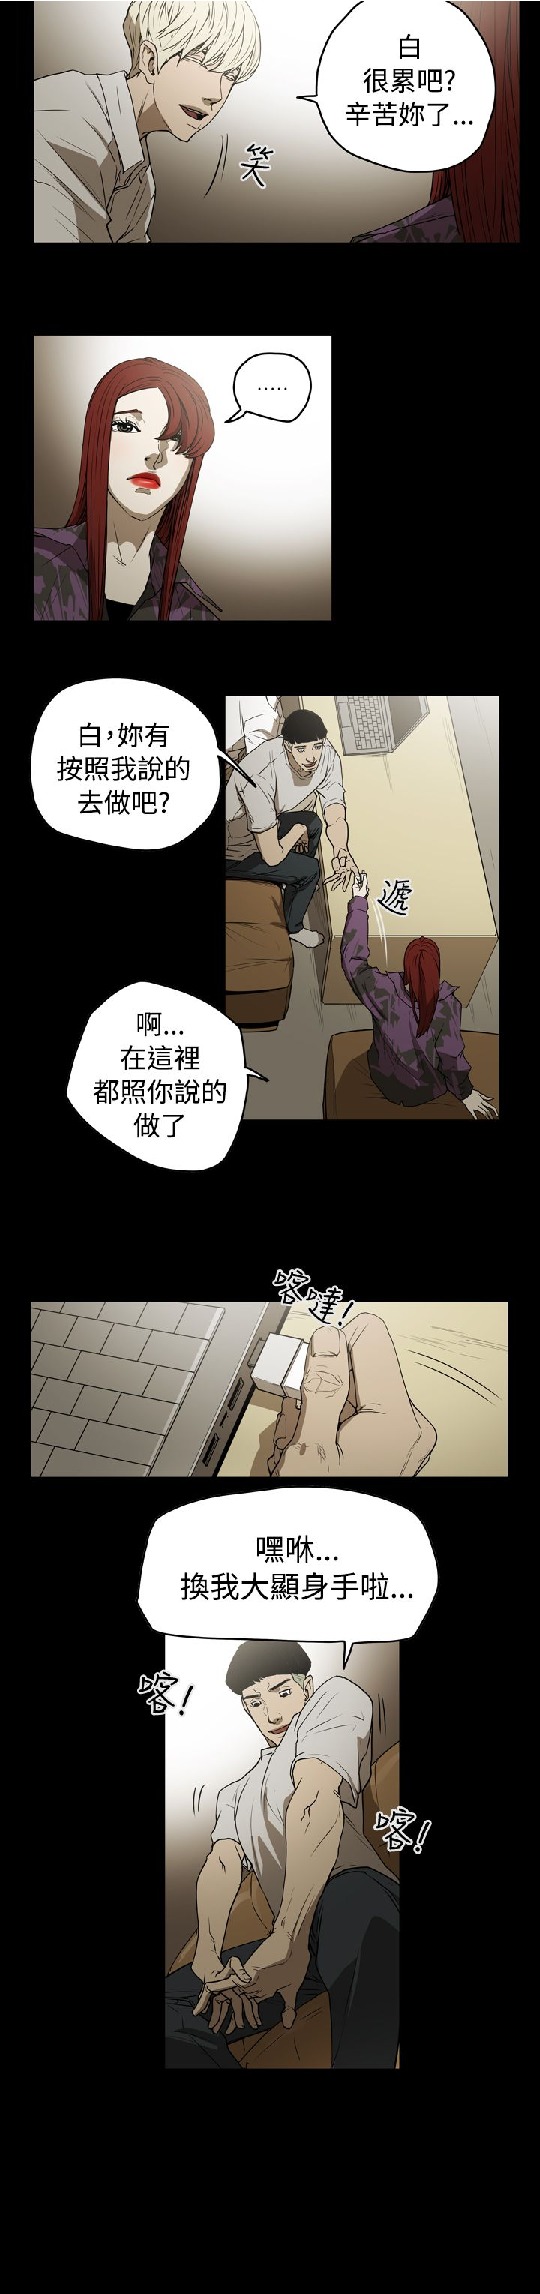 白
很累吧?
辛苦妳了...
笑
.....
白,妳有
按照我說的
去做吧?
遞
啊...
在這裡
都照你說的
做了
喀噠!
嘿咻...
換我大顯身手啦...
喀!
喀!